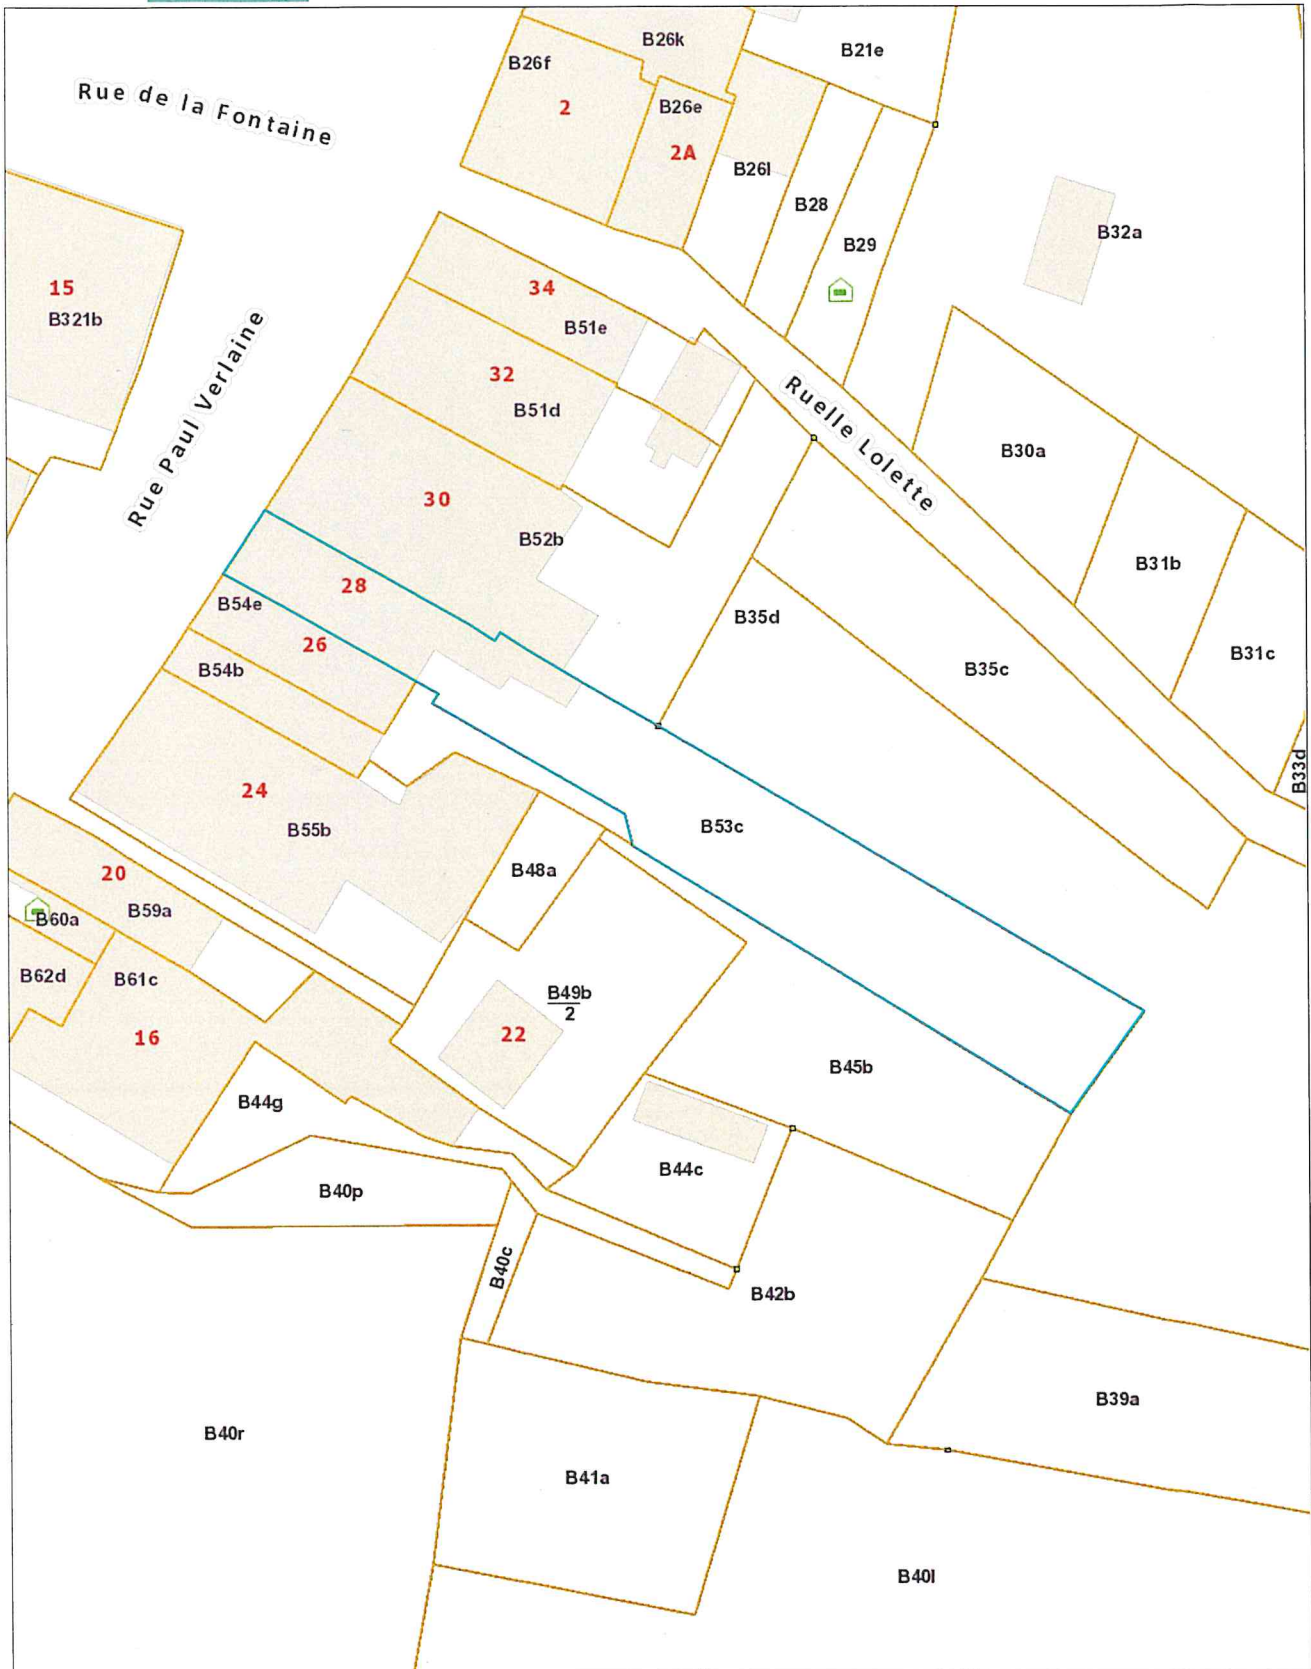 B26k
B21e
B26f
Rue de la Fontaine
2
B26e
2A
B26l
B28
B29
B32a
15
B321b
34
B51e
32
B51d
Rue Paul Verlaine
Ruelle Lolette
B30a
30
B52b
B31b
28
B54e
26
B35d
B31c
B54b
B35c
B33d
24
B55b
B53c
20
B48a
B59a
B60a
B62d
B61c
16
B49b
2
22
B45b
B44g
B44c
B40p
B40c
B42b
B39a
B40r
B41a
B40l